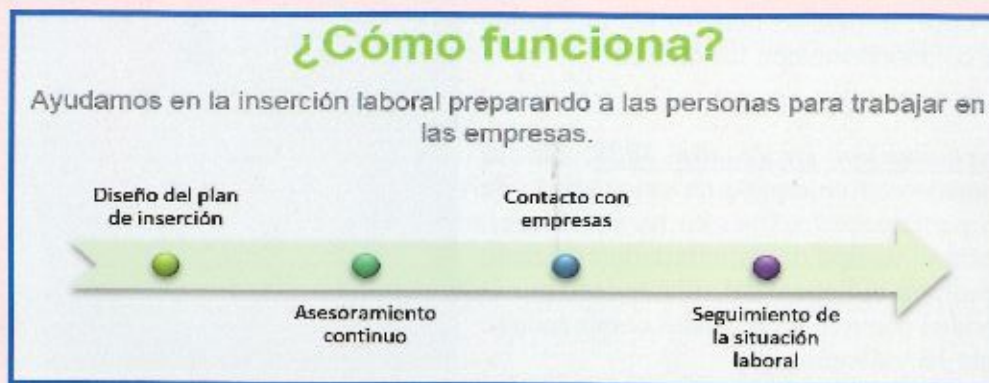 ¿Cómo funciona?
Ayudamos en la inserción laboral preparando a las personas para trabajar en
las empresas.
Diseño del plan
de inserción
Asesoramiento
continuo
Contacto con
empresas
Seguimiento de
la situación
laboral